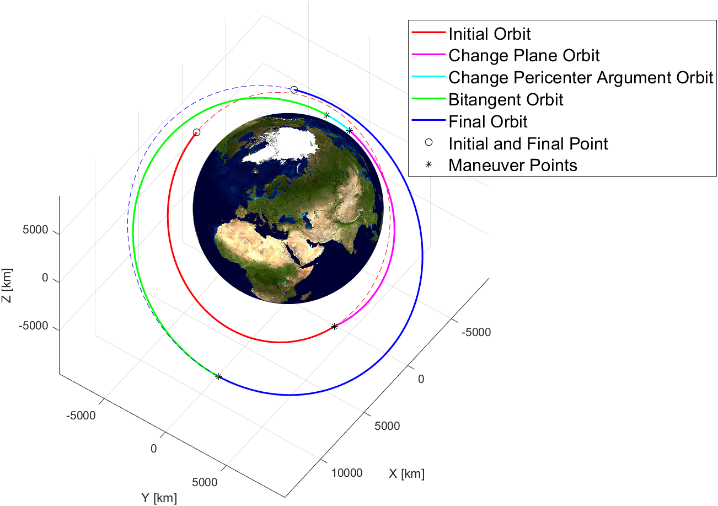 Initial Orbit
Change Plane Orbit
Change Pericenter Argument Orbit
Bitangent Orbit
Final Orbit
Initial and Final Point
Maneuver Points
5000
0
-5000
Z [km]
-5000
0
5000
Y [km]
-5000
0
5000
10000
X [km]